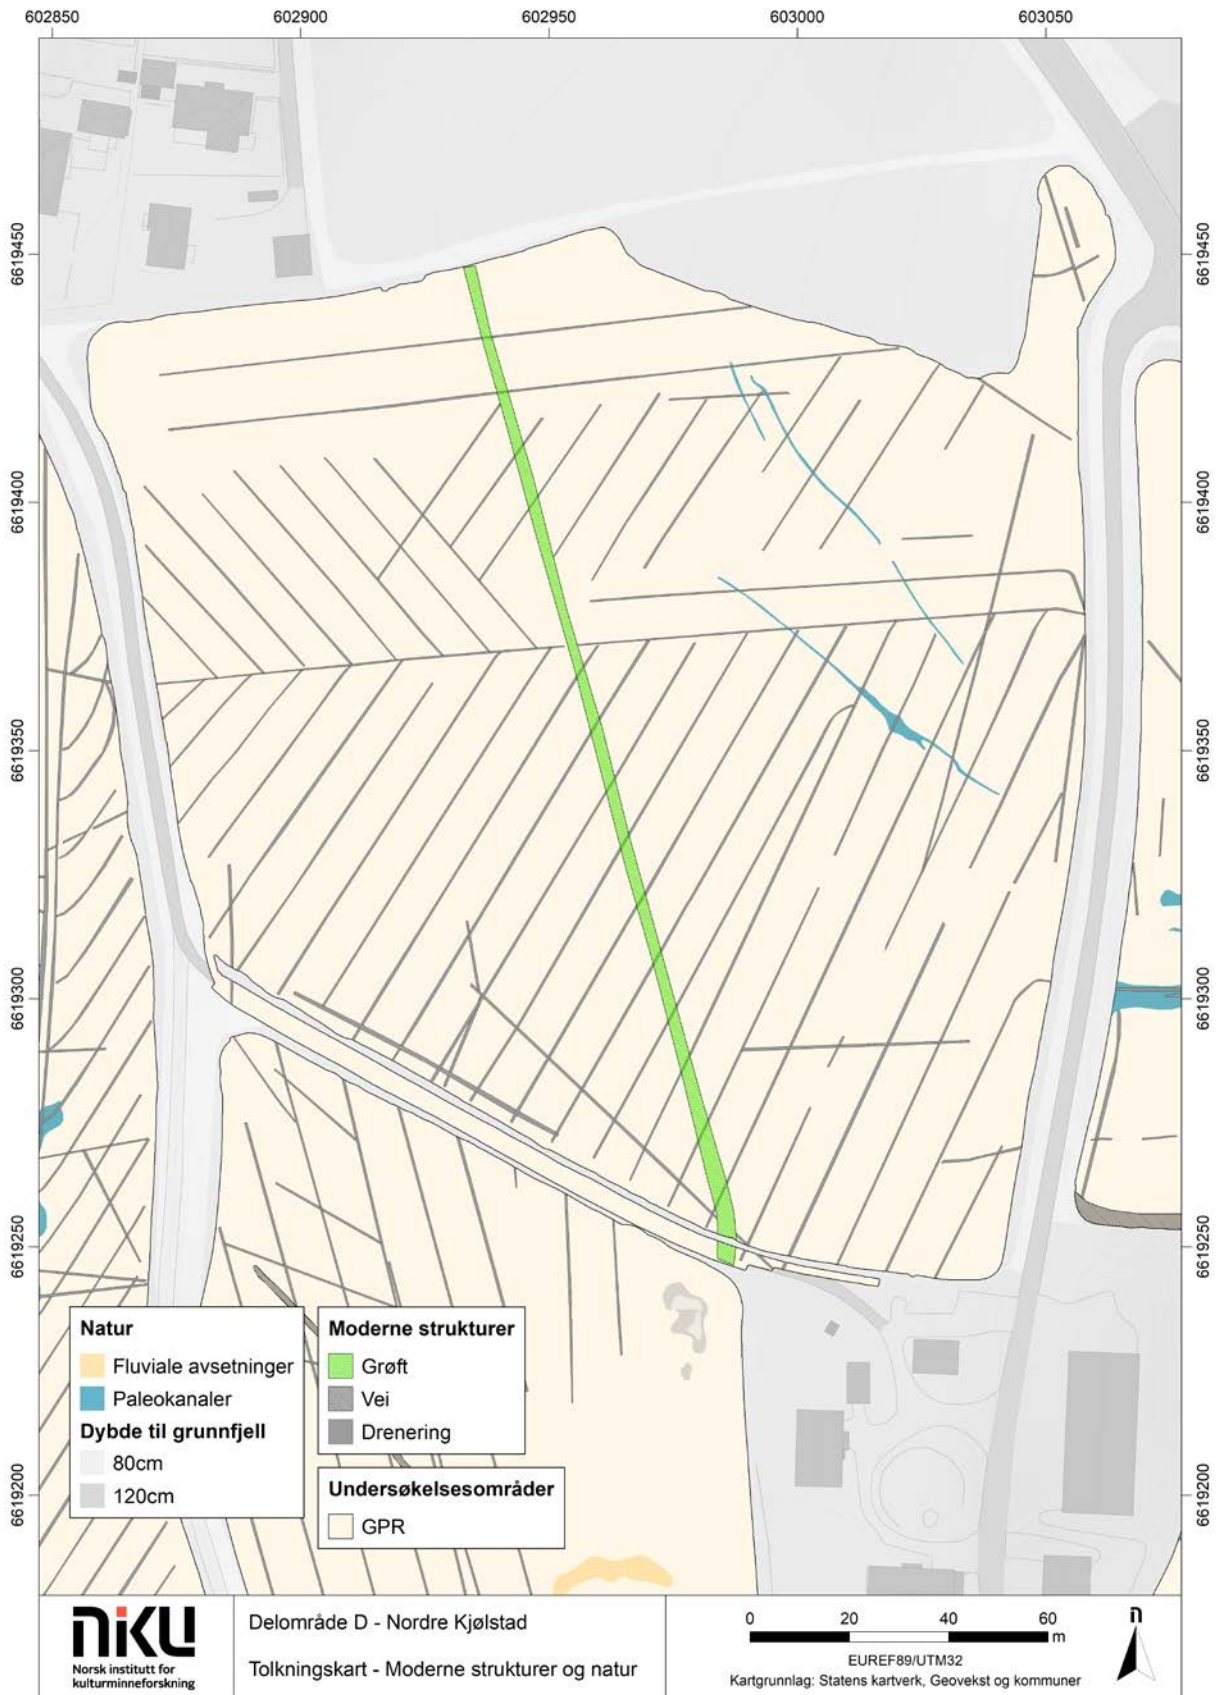 602850 602900 602950 603000 603050
6619450 6619450
6619400 6619400
6619350 6619350
6619300 6619300
6619250 6619250
6619200 6619200
Natur
Fluviale avsetninger
Paleokanaler
Dybde til grunnfjell
80cm
120cm
Moderne strukturer
Grøft
Vei
Drenering
Undersøkelsesområder
GPR
NIKU
Norsk institutt for
kulturminneforskning
Delområde D - Nordre Kjølstad
Tolkningskart - Moderne strukturer og natur
0 20 40 60
m
EUREF89/UTM32
Kartgrunnlag: Statens kartverk, Geovekst og kommuner
n